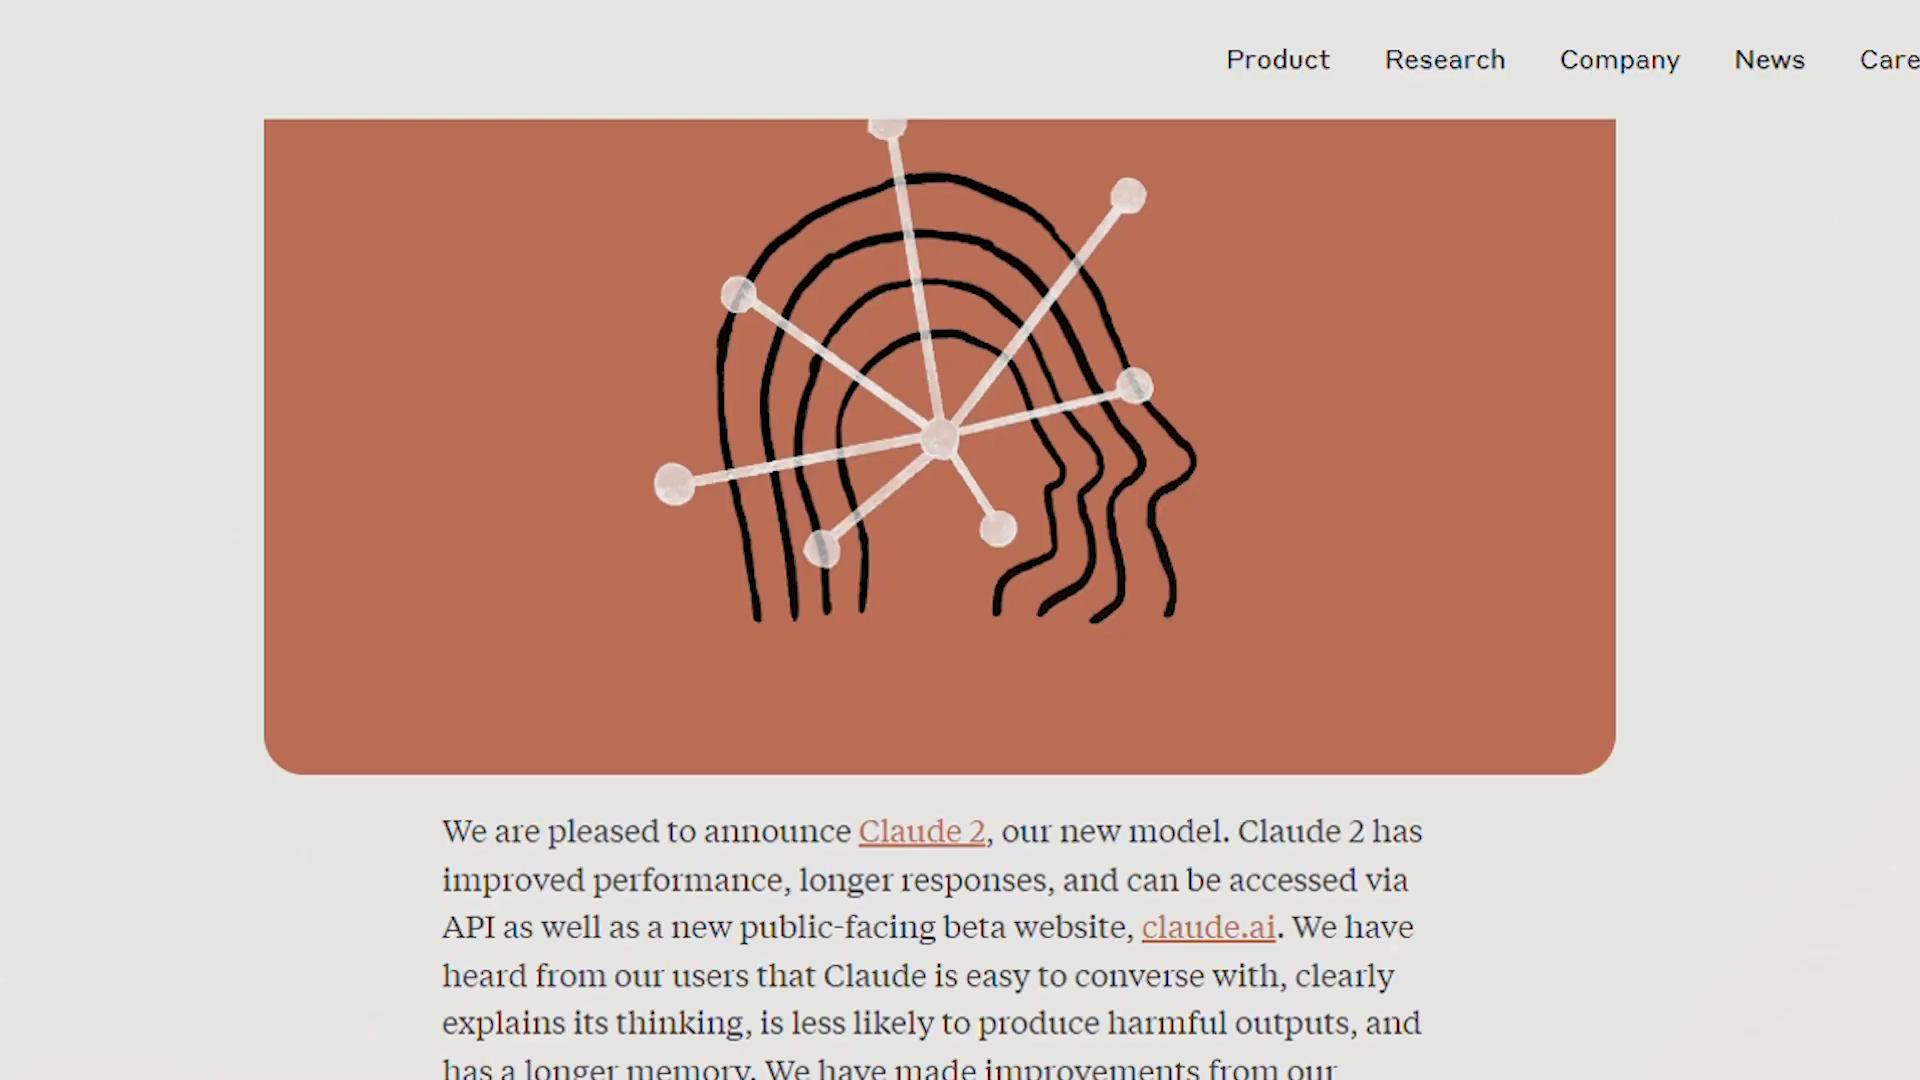 Product Research Company News Care
We are pleased to announce Claude 2, our new model. Claude 2 has
improved performance, longer responses, and can be accessed via
API as well as a new public-facing beta website, claude.ai. We have
heard from our users that Claude is easy to converse with, clearly
explains its thinking, is less likely to produce harmful outputs, and
has a longer memory. We have made improvements from our